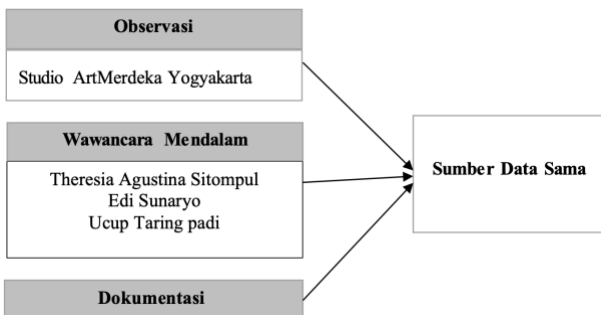 Observasi
Studio ArtMerdeka Yogyakarta
Wawancara Mendalam
Theresia Agustina Sitompul
Edi Sunaryo
Ucup Taring padi
Dokumentasi
Sumber Data Sama